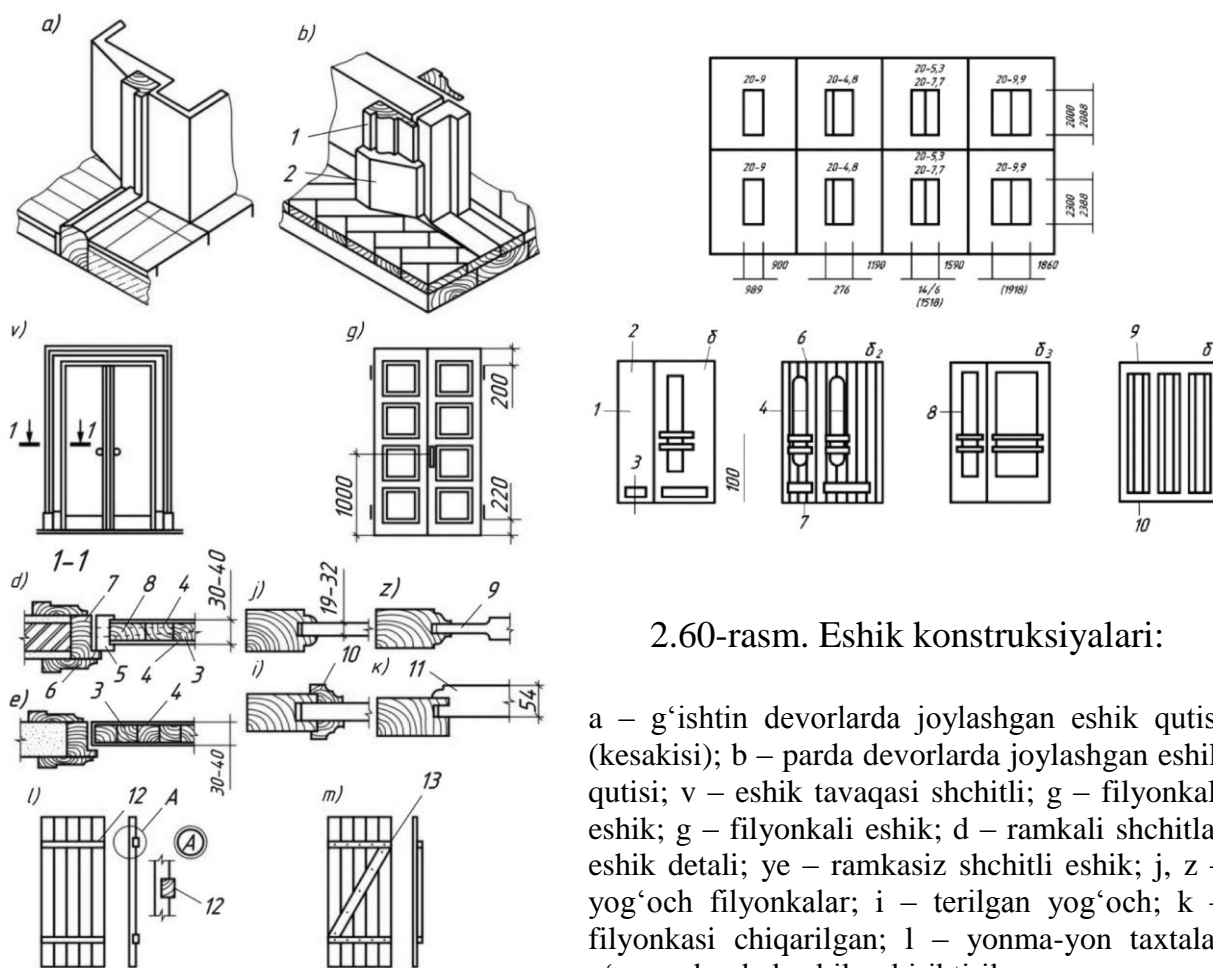 a)
b)
1
2
v)
g)
1
1
200
1000
220
1-1
d)
7 8 4
30-40
6 5 4 3
j)
19-32
z)
9
e)
3 4
30-40
i)
10
к)
11
54
l)
12
A
A
12
m)
13
20-9 20-4,8 20-5,3 20-9,9
20-7,7
2000
2088
20-9 20-4,8 20-5,3 20-9,9
20-7,7
2300
2388
900 1190 1590 1860
989 276 14/6 (1918)
(1518)
2 δ 6 δ2 δ3 9 δ
1 4 8
3
100
7 10
2.60-rasm. Eshik konstruksiyalari:
a – g‘ishtin devorlarda joylashgan eshik qutis
(kesakisi); b – parda devorlarda joylashgan eshil
qutisi; v – eshik tavaqasi shchitli; g – filyonkal
eshik; g – filyonkali eshik; d – ramkali shchitla
eshik detali; ye – ramkasiz shchitli eshik; j, z –
yog‘och filyonkalar; i – terilgan yog‘och; k –
filyonkasi chiqarilgan; l – yonma-yon taxtala